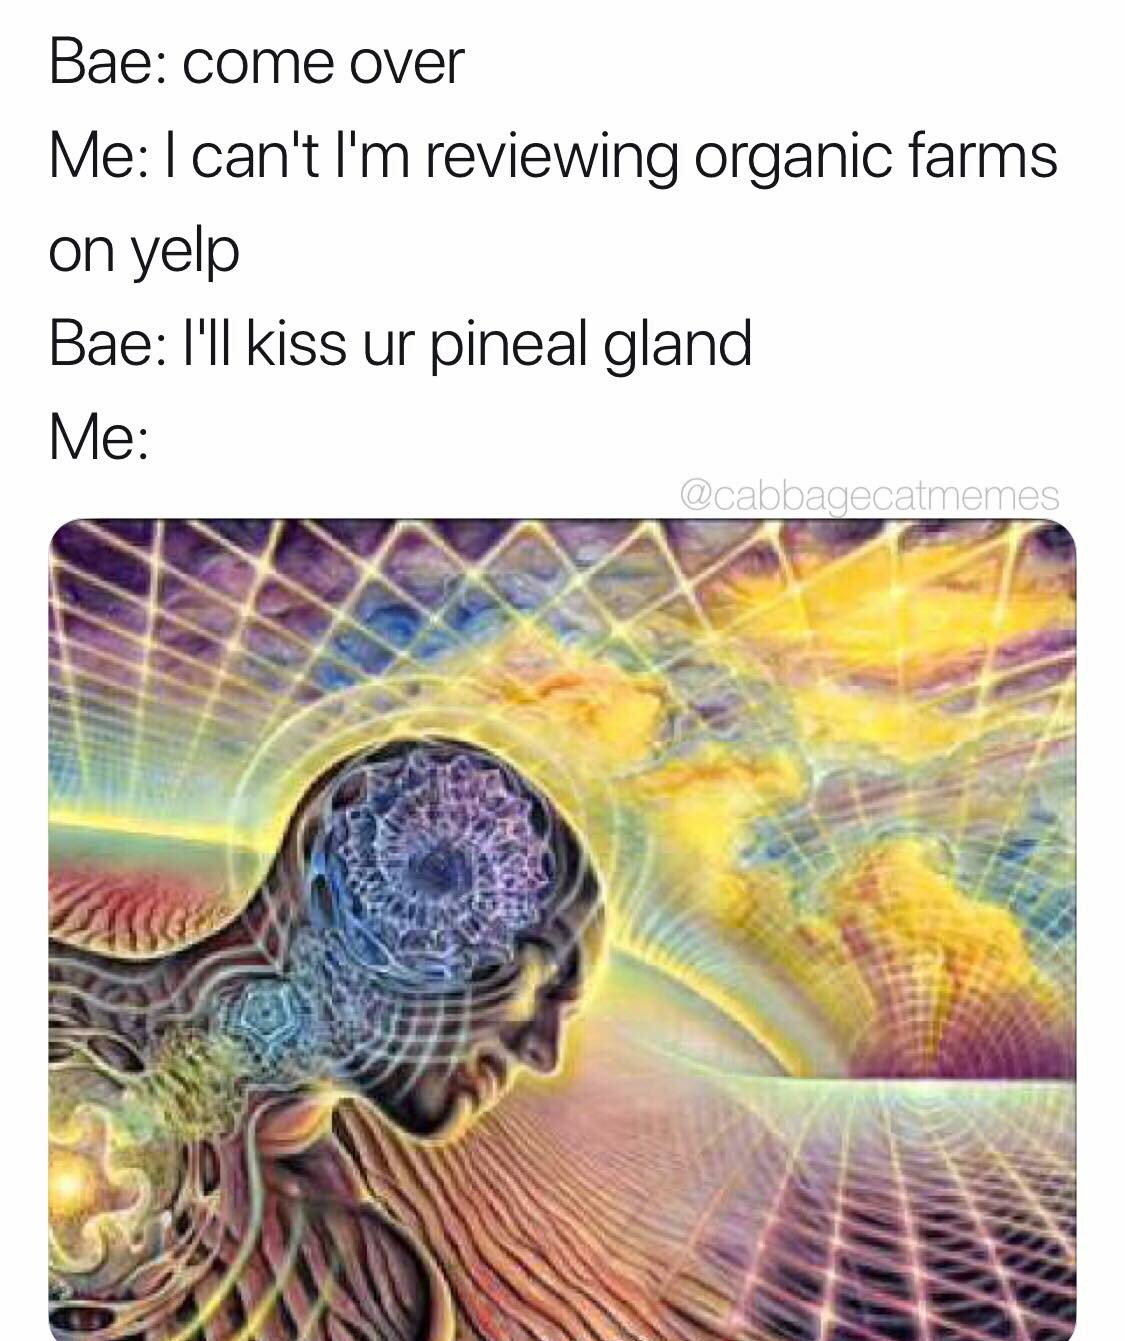 Bae: come over
Me: I can't I'm reviewing organic farms
on yelp
Bae: I'll kiss ur pineal gland
Me:
@cabbagecatmemes